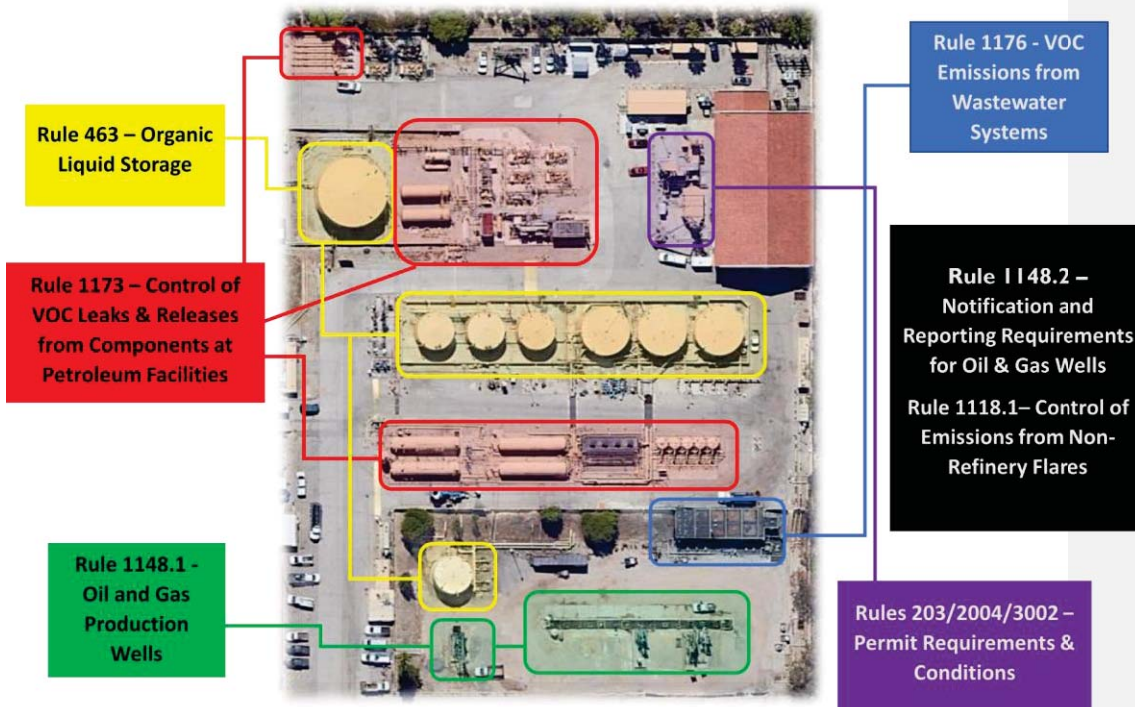 Rule 463 – Organic
Liquid Storage
Rule 1173 – Control of
VOC Leaks & Releases
from Components at
Petroleum Facilities
Rule 1148.1 -
Oil and Gas
Production
Wells
Rule 1176 - VOC
Emissions from
Wastewater
Systems
Rule 1148.2 –
Notification and
Reporting Requirements
for Oil & Gas Wells
Rule 1118.1– Control of
Emissions from Non-
Refinery Flares
Rules 203/2004/3002 –
Permit Requirements &
Conditions